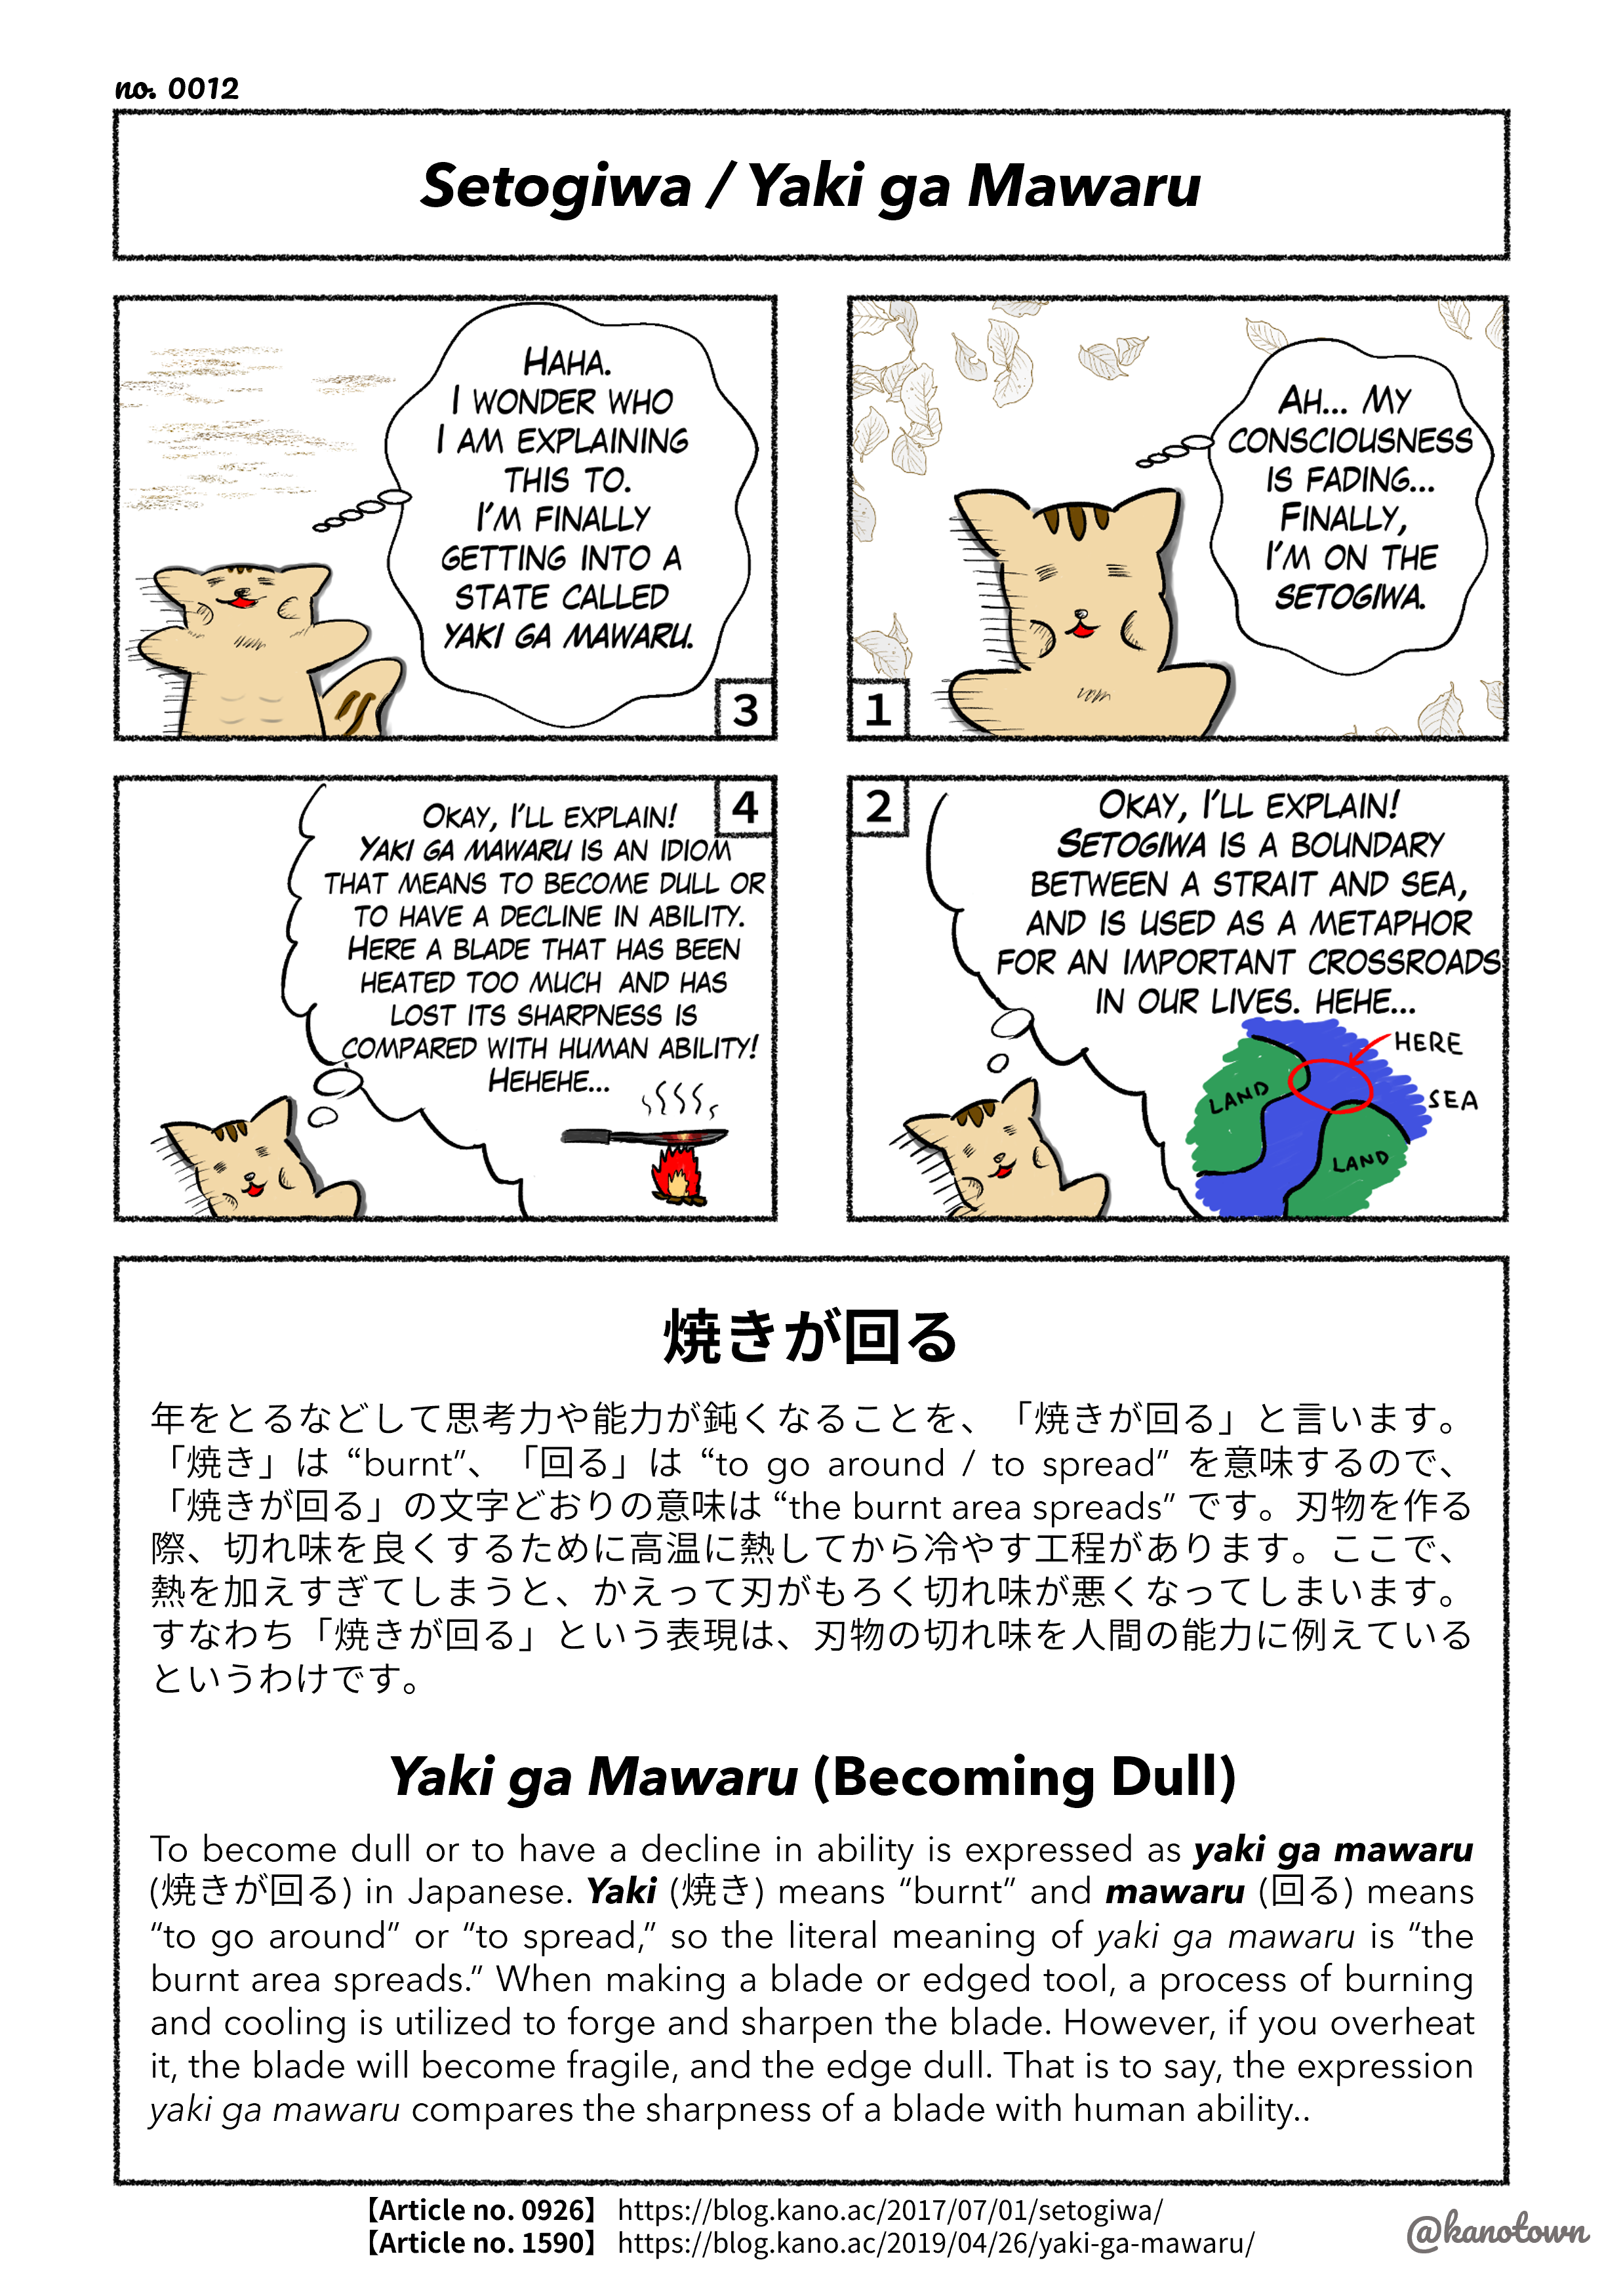 no. 0012
Setogiwa / Yaki ga Mawaru
AH... MY
CONSCIOUSNESS
IS FADING...
FINALLY,
I'M ON THE
SETOGIWA.
1
OKAY, I'LL EXPLAIN!
SETOGIWA IS A BOUNDARY
BETWEEN A STRAIT AND SEA,
AND IS USED AS A METAPHOR
FOR AN IMPORTANT CROSSROADS
IN OUR LIVES. HEHE...
2
HERE
SEA
LAND
LAND
HAHA.
I WONDER WHO
I AM EXPLAINING
THIS TO.
I'M FINALLY
GETTING INTO A
STATE CALLED
YAKI GA MAWARU.
3
OKAY, I'LL EXPLAIN!
YAKI GA MAWARU IS AN IDIOM
THAT MEANS TO BECOME DULL OR
TO HAVE A DECLINE IN ABILITY.
HERE A BLADE THAT HAS BEEN
HEATED TOO MUCH AND HAS
LOST ITS SHARPNESS IS
COMPARED WITH HUMAN ABILITY!
HEHEHE...
4
焼きが回る
年をとるなどして思考力や能力が鈍くなることを、「焼きが回る」と言います。
「焼き」は “burnt”、「回る」は “to go around / to spread” を意味するので、
「焼きが回る」の文字どおりの意味は “the burnt area spreads” です。刃物を作る
際、切れ味を良くするために高温に熱してから冷やす工程があります。ここで、
熱を加えすぎてしまうと、かえって刃がもろく切れ味が悪くなってしまいます。
すなわち「焼きが回る」という表現は、刃物の切れ味を人間の能力に例えている
というわけです。
Yaki ga Mawaru (Becoming Dull)
To become dull or to have a decline in ability is expressed as yaki ga mawaru
(焼きが回る) in Japanese. Yaki (焼き) means “burnt” and mawaru (回る) means
“to go around” or “to spread,” so the literal meaning of yaki ga mawaru is “the
burnt area spreads.” When making a blade or edged tool, a process of burning
and cooling is utilized to forge and sharpen the blade. However, if you overheat
it, the blade will become fragile, and the edge dull. That is to say, the expression
yaki ga mawaru compares the sharpness of a blade with human ability..
【Article no. 0926】 https://blog.kano.ac/2017/07/01/setogiwa/
【Article no. 1590】 https://blog.kano.ac/2019/04/26/yaki-ga-mawaru/
@kanotown